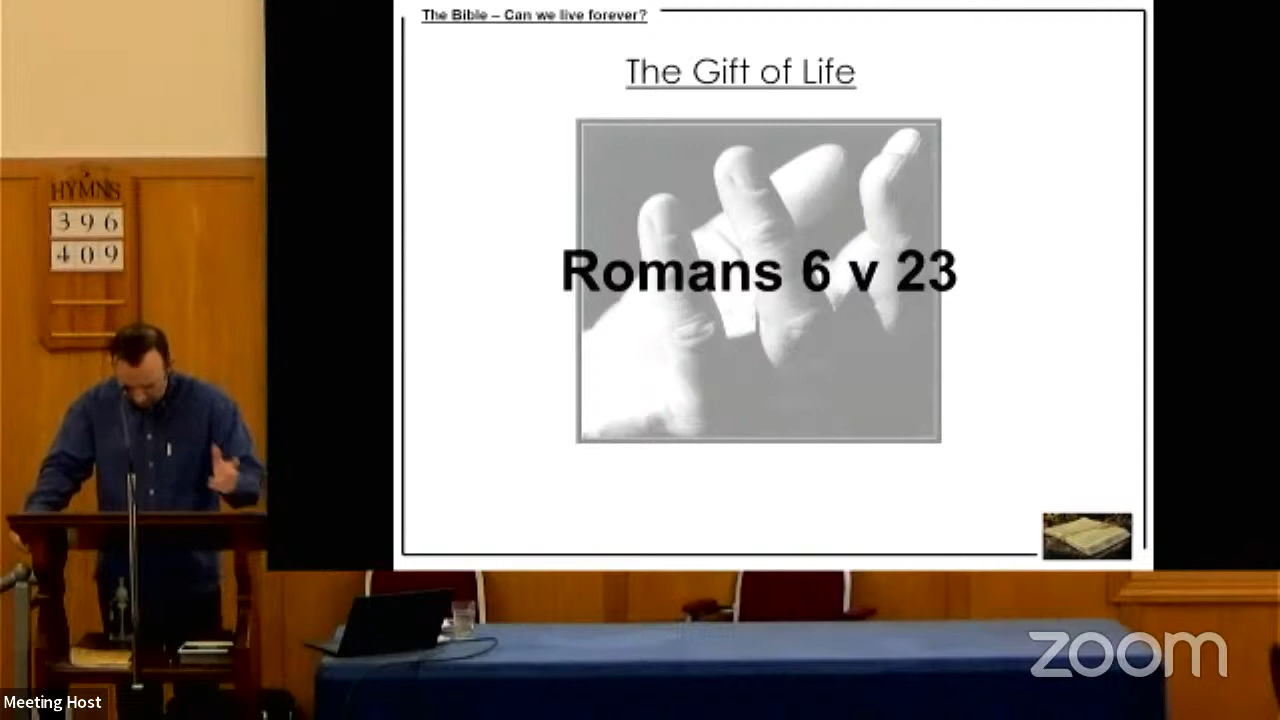 The Bible – Can we live forever?
The Gift of Life
Romans 6 v 23
HYMNS
396
409
zoom
Meeting Host